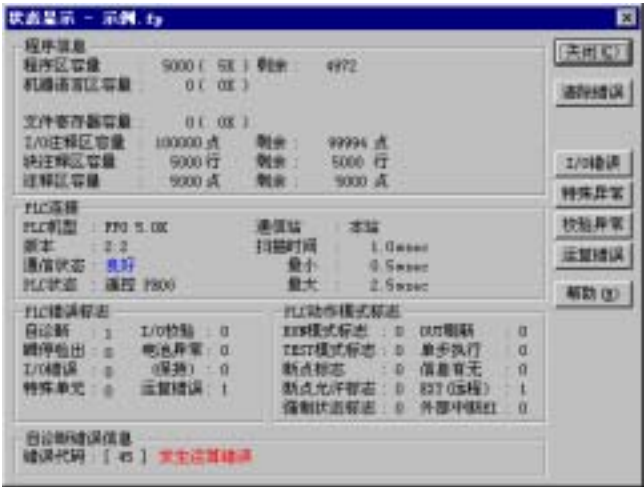 状态显示 - 示例.fp
程序信息
程序区容量 : 5000 ( 5K ) 剩余 : 4972
机器语言区容量 : 0 ( 0K )
文件寄存器容量 : 0 ( 0K )
I/O注释区容量 : 100000 点 剩余 : 99994 点
块注释区容量 : 5000 行 剩余 : 5000 行
注释区容量 : 5000 点 剩余 : 5000 点
PLC连接
PLC机型 : FP0 5.0K 通信站 : 本站
版本 : 2.2 扫描时间 : 1.0msec
通信状态 : 良好 最小 : 0.5msec
PLC状态 : 遥控 PROG 最大 : 2.5msec
PLC错误标志
自诊断 : 1 I/O校验 : 0
瞬停检出 : 0 电池异常 : 0
I/O错误 : 0 (保持) : 0
特殊单元 : 0 运算错误 : 1
PLC动作模式标志
RUN模式标志 : 0 OUT刷新 : 0
TEST模式标志 : 0 单步执行 : 0
断点标志 : 0 信息有无 : 0
断点允许标志 : 0 EXT(远程) : 1
强制状态标志 : 0 外部中断EI : 0
自诊断错误信息
错误代码 : [ 45 ] 发生运算错误
关闭(C)
清除错误
I/O错误
特殊异常
校验异常
运算错误
帮助(H)